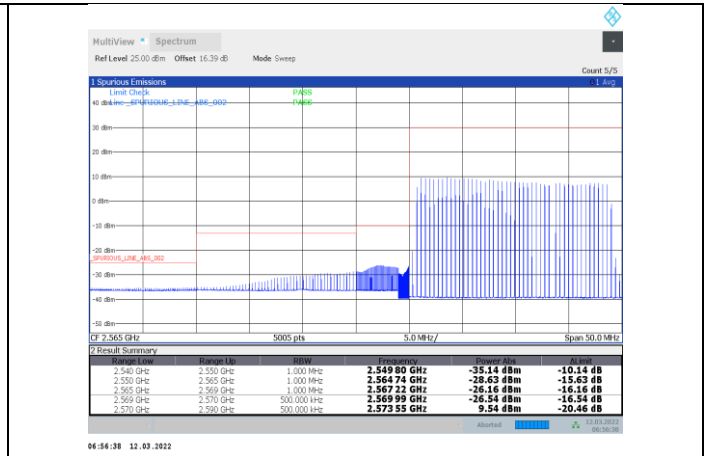 MultiView Spectrum
Ref Level 25.00 dBm Offset 16.39 dB Mode Sweep
Count 5/5
1 Spurious Emissions 1 Avg
Limit Check PASS
40 dBm Line _SPURIOUS_LINE_ABS_002 PASS
30 dBm
20 dBm
10 dBm
0 dBm
-10 dBm
-20 dBm
_SPURIOUS_LINE_ABS_002
-30 dBm
-40 dBm
-50 dBm
CF 2.565 GHz 5005 pts 5.0 MHz/ Span 50.0 MHz
2 Result Summary
Range Low Range Up RBW Frequency Power Abs ΔLimit
2.540 GHz 2.550 GHz 1.000 MHz 2.549 80 GHz -35.14 dBm -10.14 dB
2.550 GHz 2.565 GHz 1.000 MHz 2.564 74 GHz -28.63 dBm -15.63 dB
2.565 GHz 2.569 GHz 1.000 MHz 2.567 22 GHz -26.16 dBm -16.16 dB
2.569 GHz 2.570 GHz 500.000 kHz 2.569 99 GHz -26.54 dBm -16.54 dB
2.570 GHz 2.590 GHz 500.000 kHz 2.573 55 GHz 9.54 dBm -20.46 dB
Aborted 12.03.2022
06:56:38
06:56:38 12.03.2022